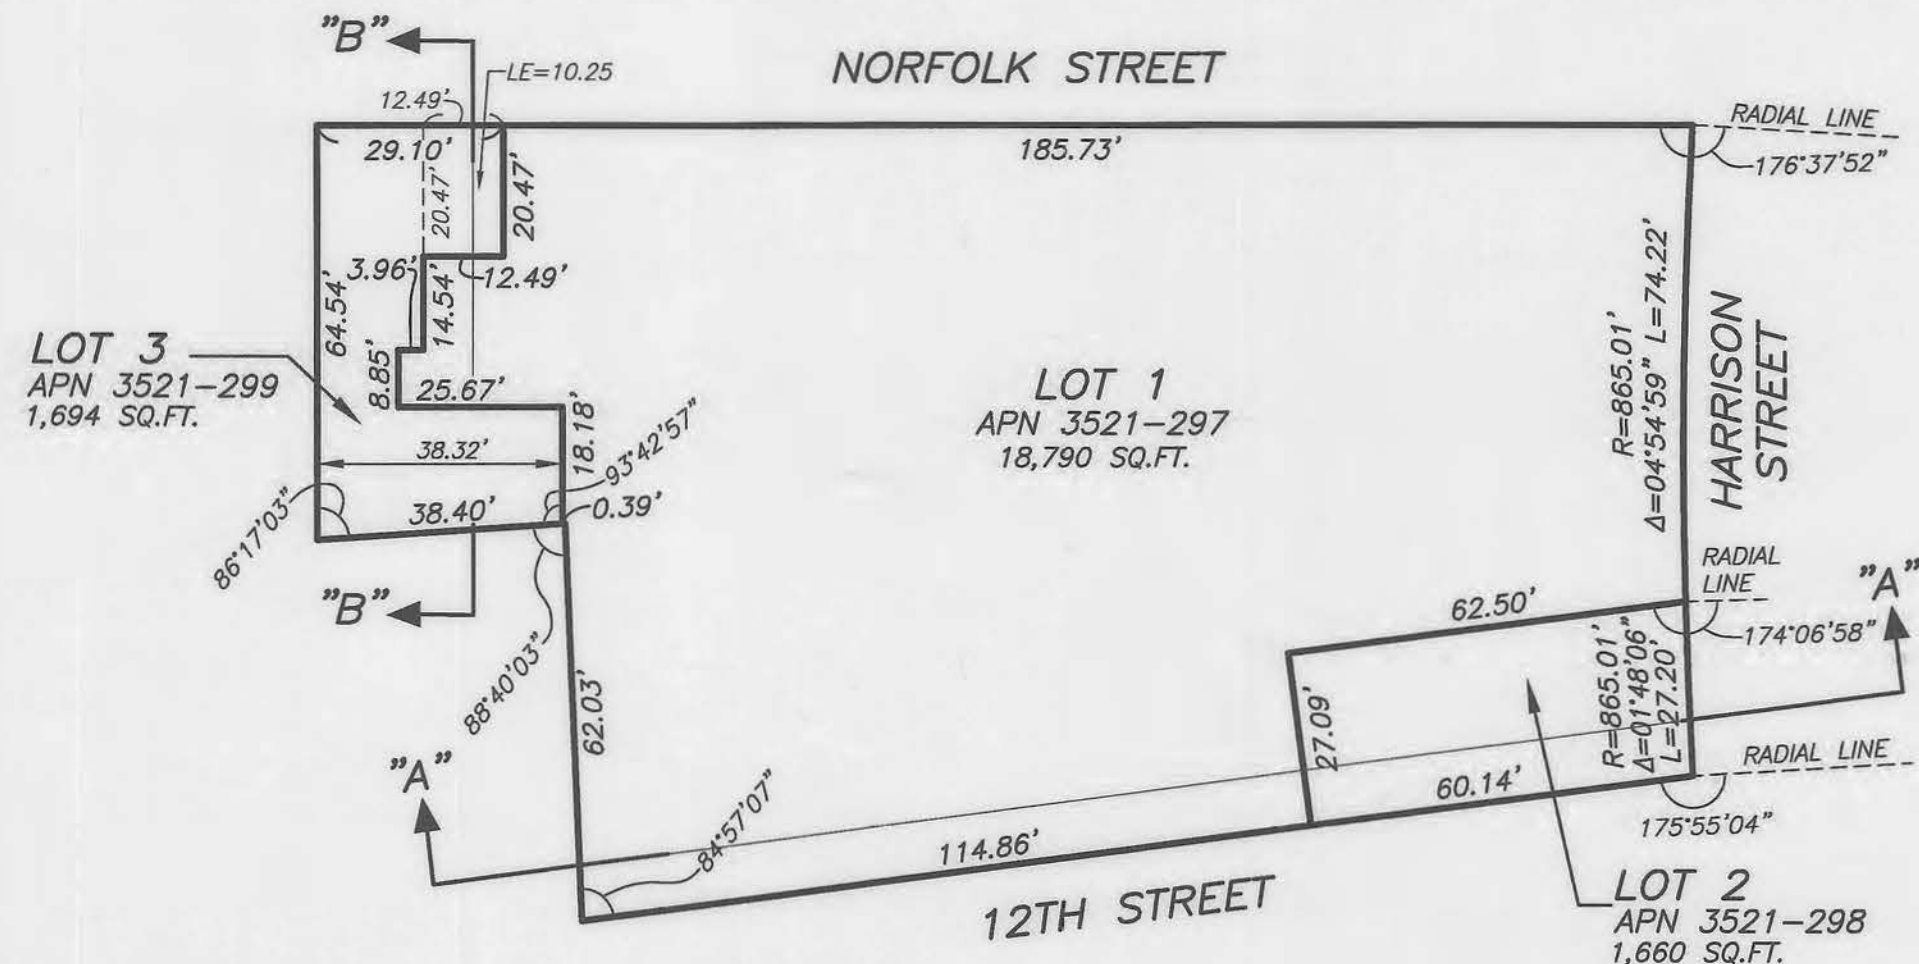 "B"
LE=10.25
NORFOLK STREET
12.49'
RADIAL LINE
29.10'
185.73'
176°37'52"
20.47'
20.47'
3.96'
12.49'
14.54'
64.54'
LOT 3
APN 3521-299
1,694 SQ.FT.
8.85'
25.67'
LOT 1
APN 3521-297
18,790 SQ.FT.
R=865.01'
Δ=04°54'59" L=74.22'
HARRISON
STREET
18.18'
93°42'57"
38.32'
0.39'
38.40'
86°17'03"
"B"
88°40'03"
62.03'
RADIAL
LINE
"A"
62.50'
174°06'58"
R=865.01'
Δ=01°48'06"
L=27.20'
27.09'
RADIAL LINE
"A"
84°57'07"
60.14'
175°55'04"
114.86'
12TH STREET
LOT 2
APN 3521-298
1,660 SQ.FT.